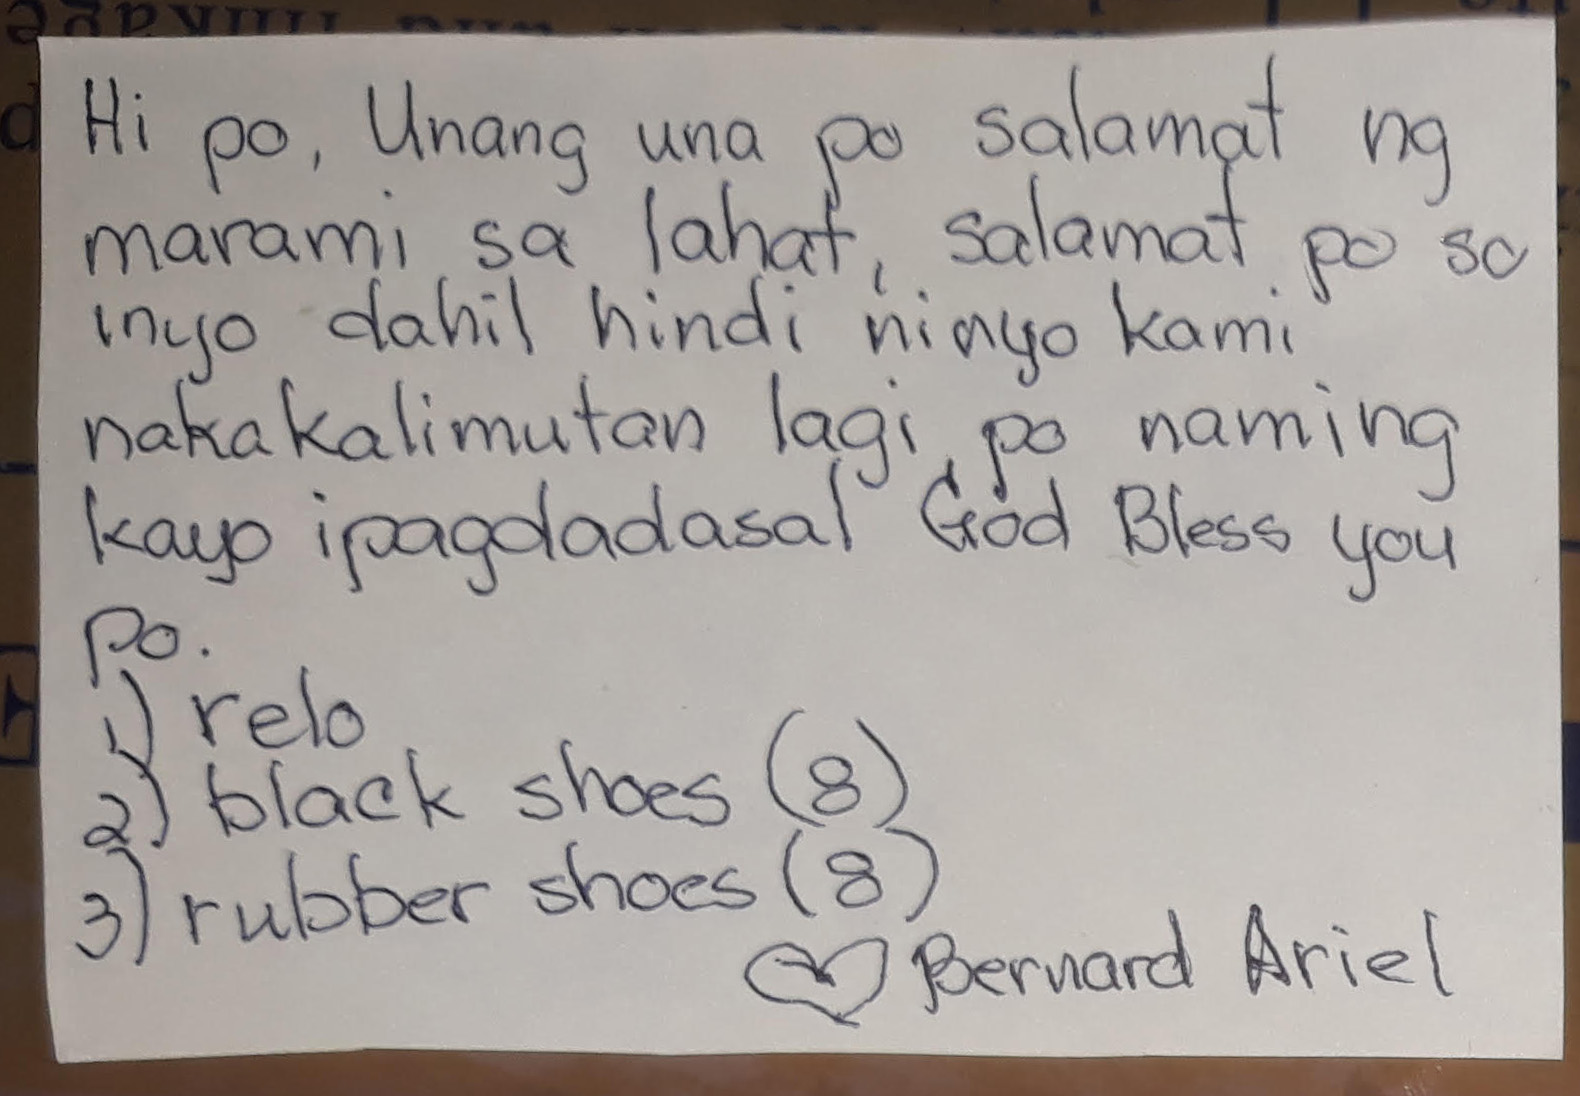 Hi po, Unang una po salamat ng
marami sa lahat, salamat po sa
inyo dahil hindi ninyo kami
nakakalimutan lagi po naming
kayo ipagdadasal God Bless you
po.
1) relo
2) black shoes (8)
3) rubber shoes (8)
♡ Bernard Ariel